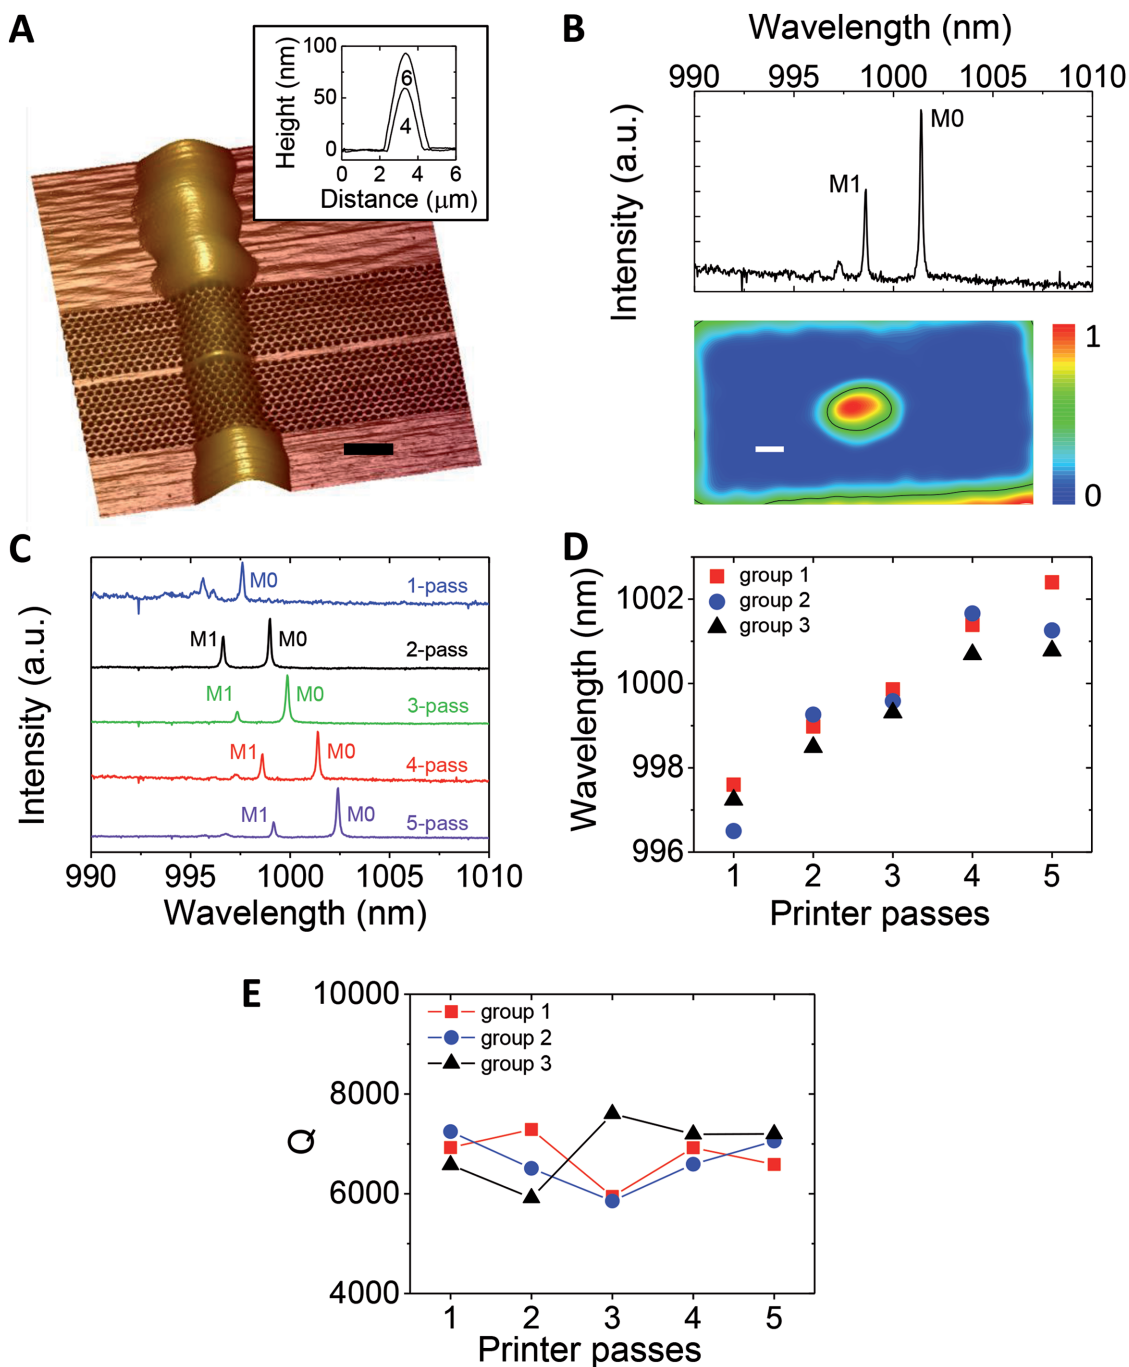 A
Height (nm)
100
50
0
6
4
0 2 4 6
Distance (μm)
B
Wavelength (nm)
990 995 1000 1005 1010
Intensity (a.u.)
M1
M0
1
0
C
Intensity (a.u.)
M0
1-pass
M1
M0
2-pass
M1
M0
3-pass
M1
M0
4-pass
M1
M0
5-pass
990 995 1000 1005 1010
Wavelength (nm)
D
Wavelength (nm)
group 1
group 2
group 3
1002
1000
998
996
1 2 3 4 5
Printer passes
E
Q
10000
8000
6000
4000
group 1
group 2
group 3
1 2 3 4 5
Printer passes